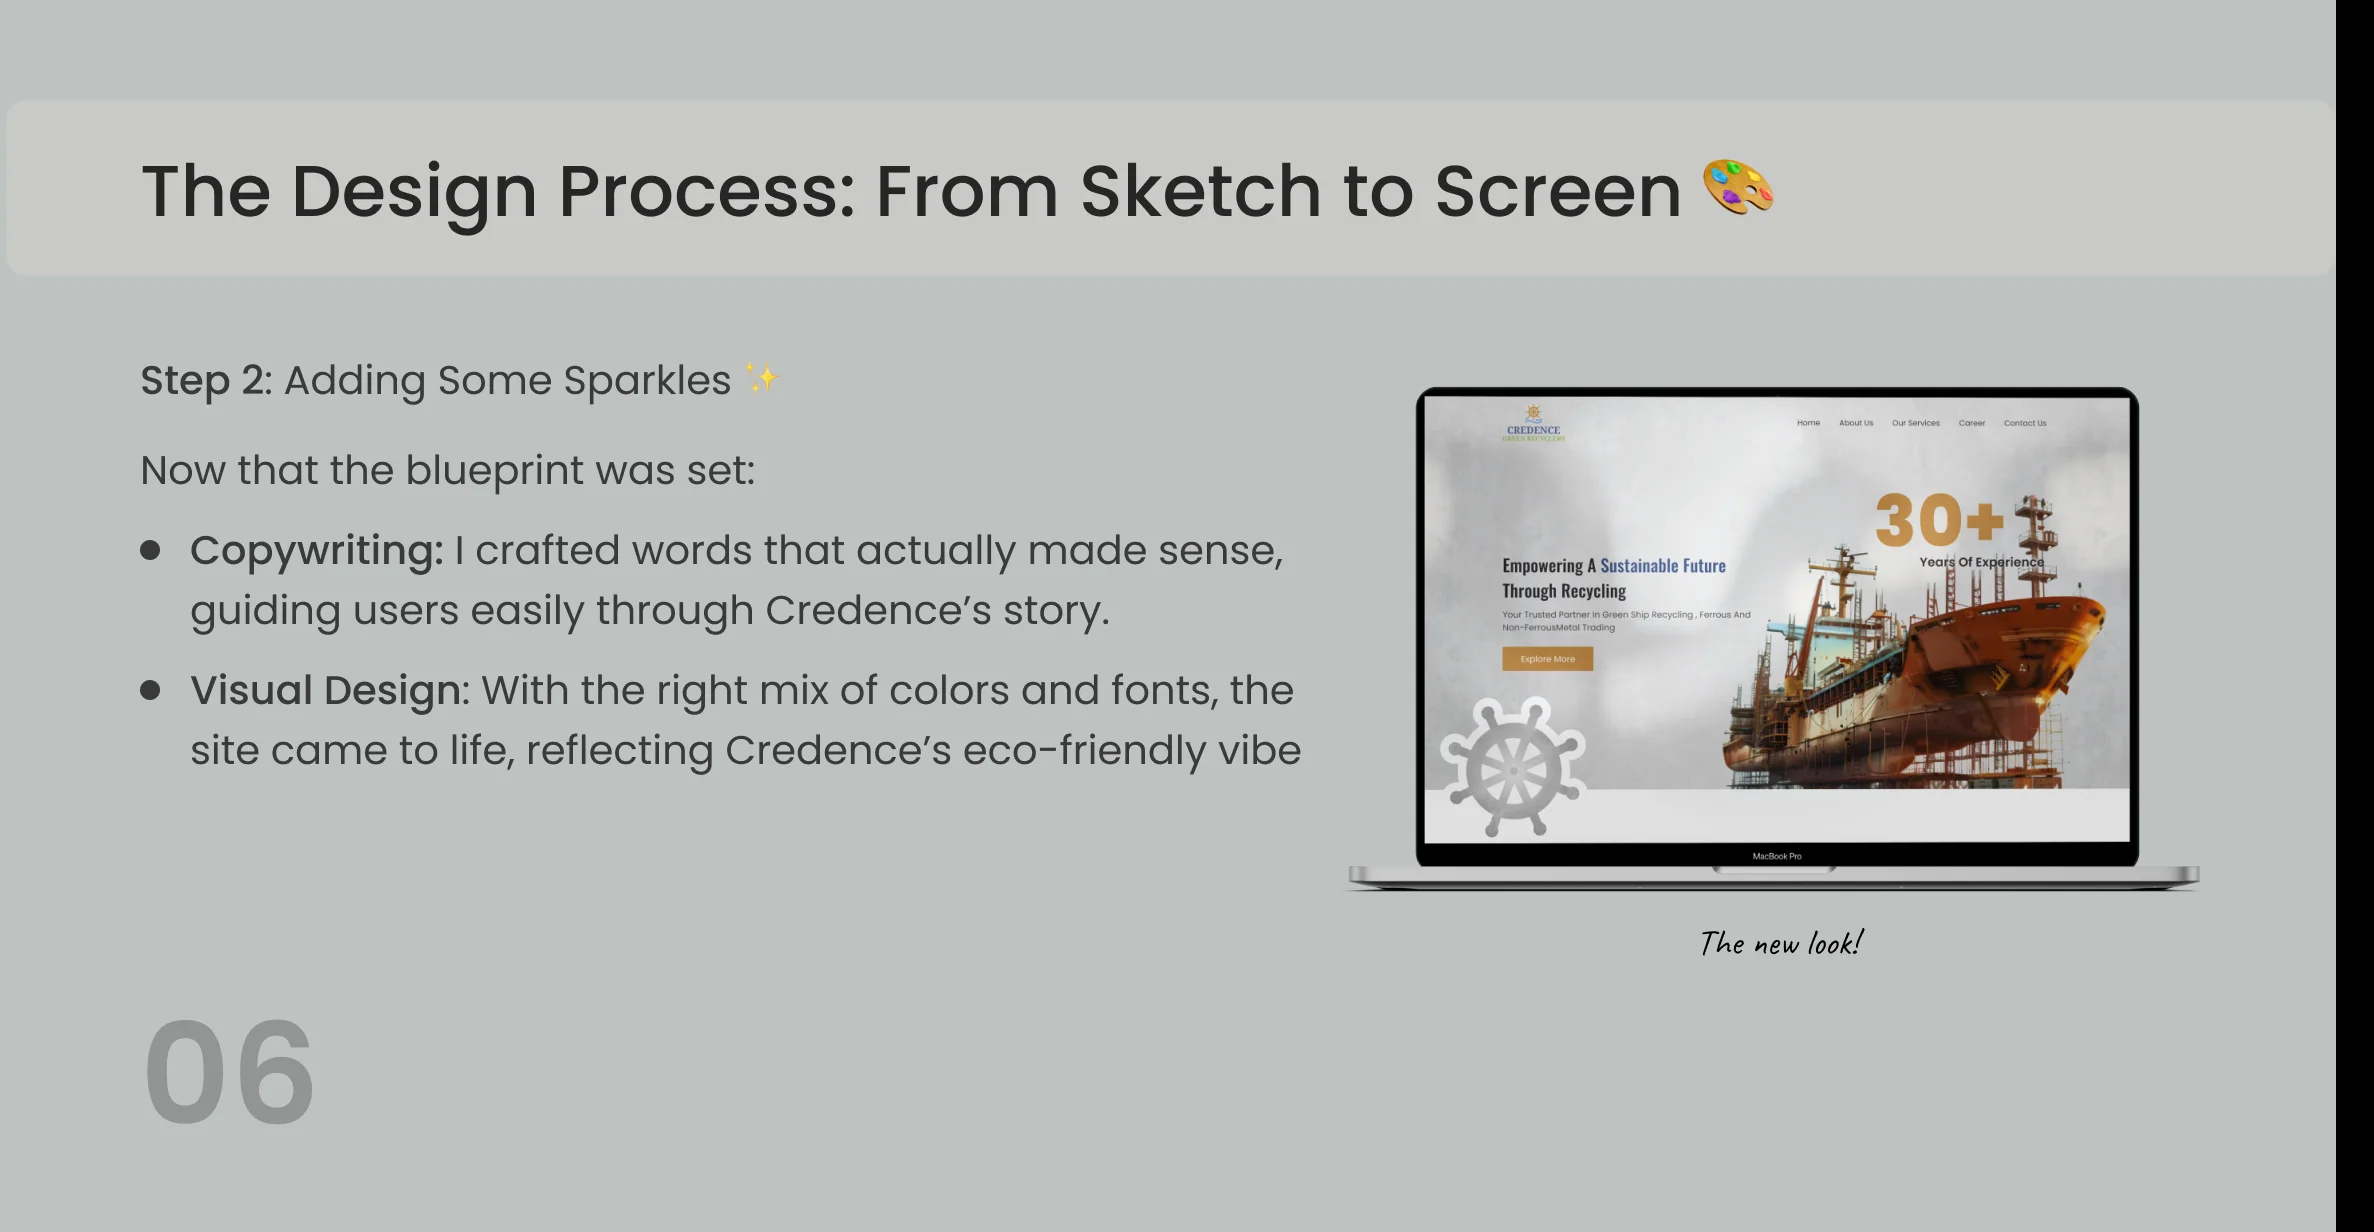 The Design Process: From Sketch to Screen 🎨
Step 2: Adding Some Sparkles ✨
Now that the blueprint was set:
● Copywriting: I crafted words that actually made sense,
guiding users easily through Credence’s story.
● Visual Design: With the right mix of colors and fonts, the
site came to life, reflecting Credence’s eco-friendly vibe
CREDENCE
GREEN RECYCLERS
Home About Us Our Services Career Contact Us
30+
Years Of Experience
Empowering A Sustainable Future
Through Recycling
Your Trusted Partner in Green Ship Recycling , Ferrous And
Non-FerrousMetal Trading
Explore More
MacBook Pro
The new look!
06